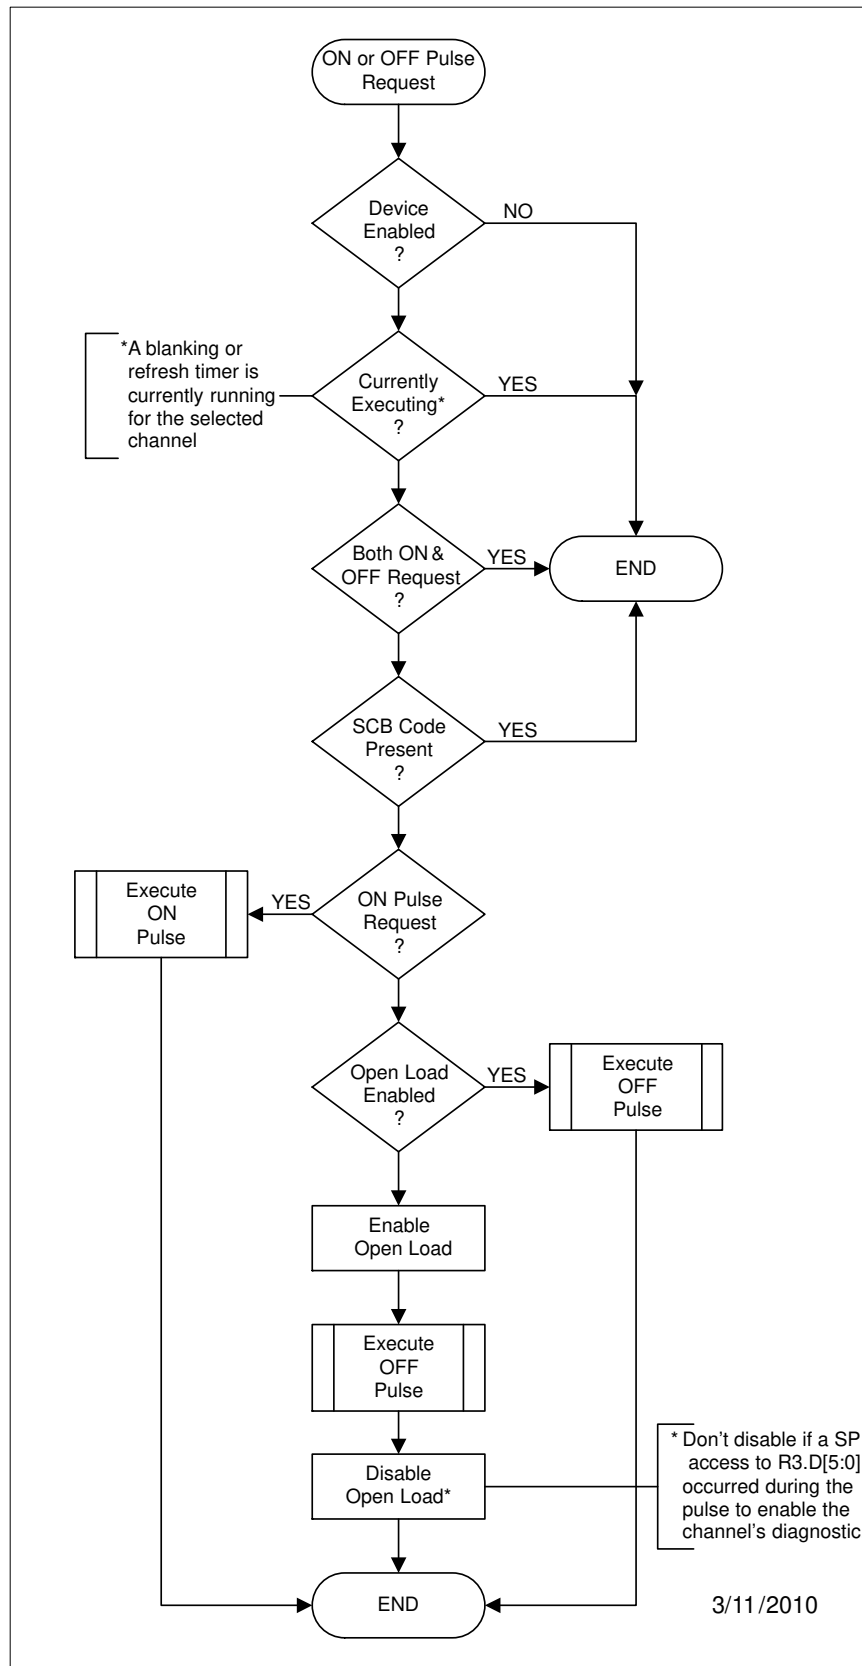 ON or OFF Pulse
Request
Device
Enabled
?
NO
*A blanking or
refresh timer is
currently running
for the selected
channel
Currently
Executing*
?
YES
Both ON &
OFF Request
?
YES
END
SCB Code
Present
?
YES
ON Pulse
Request
?
YES
Execute
ON
Pulse
Open Load
Enabled
?
YES
Execute
OFF
Pulse
Enable
Open Load
Execute
OFF
Pulse
Disable
Open Load*
* Don't disable if a SP
access to R3.D[5:0]
occurred during the
pulse to enable the
channel's diagnostic
END
3/11/2010